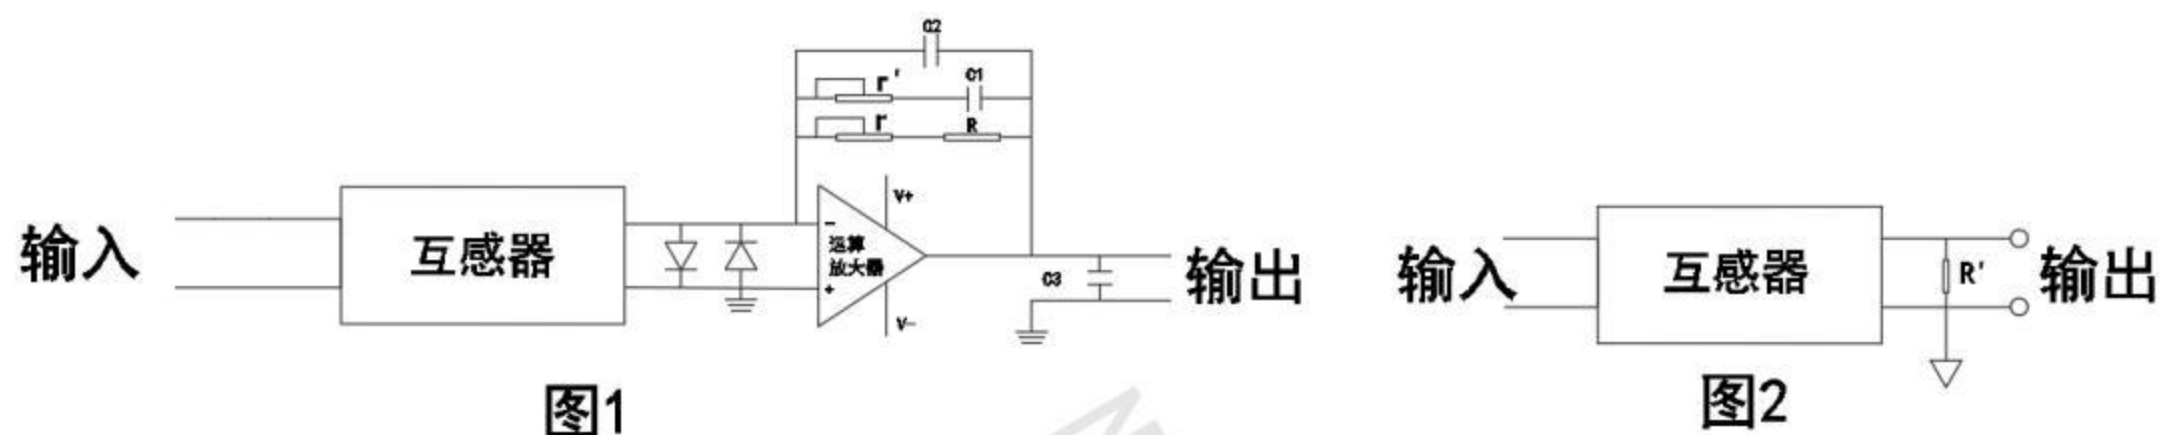 C2
r'
C1
r
R
V+
输入
互感器
-
运算
放大器
+
C3
V-
输出
图1
输入
互感器
R'
输出
图2